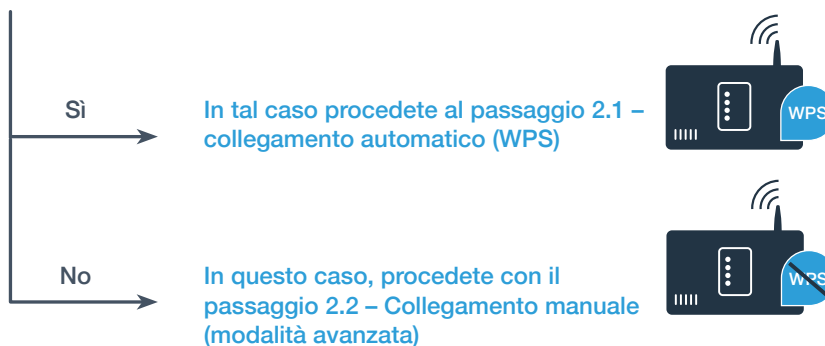 Sì
In tal caso procedete al passaggio 2.1 –
collegamento automatico (WPS)
WPS
No
In questo caso, procedete con il
passaggio 2.2 – Collegamento manuale
(modalità avanzata)
WPS